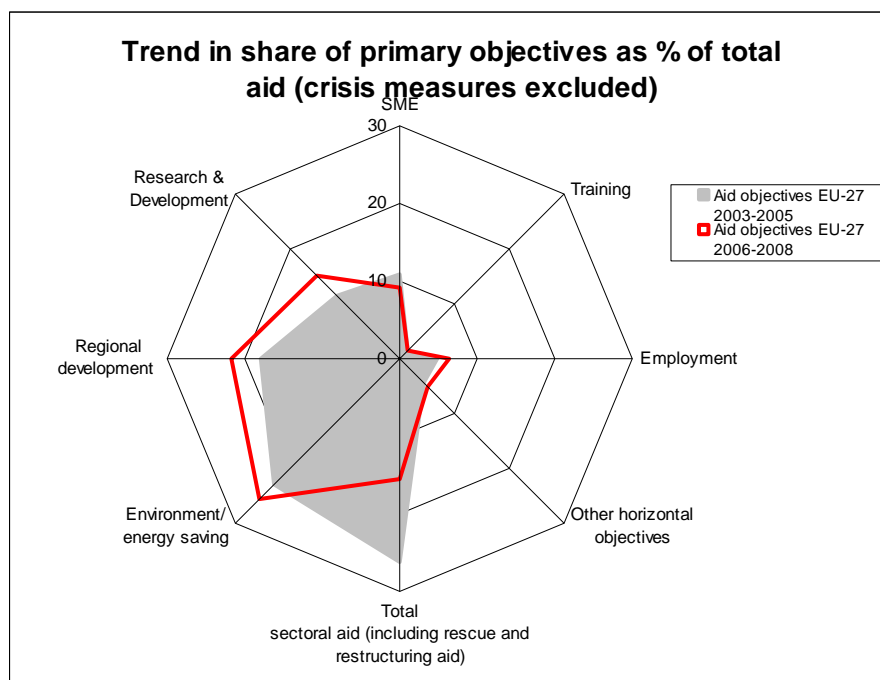 Trend in share of primary objectives as % of total
aid (crisis measures excluded)
SME
30
20
10
0
Training
Employment
Other horizontal
objectives
Total
sectoral aid (including rescue and
restructuring aid)
Environment/
energy saving
Regional
development
Research &
Development
Aid objectives EU-27
2003-2005
Aid objectives EU-27
2006-2008